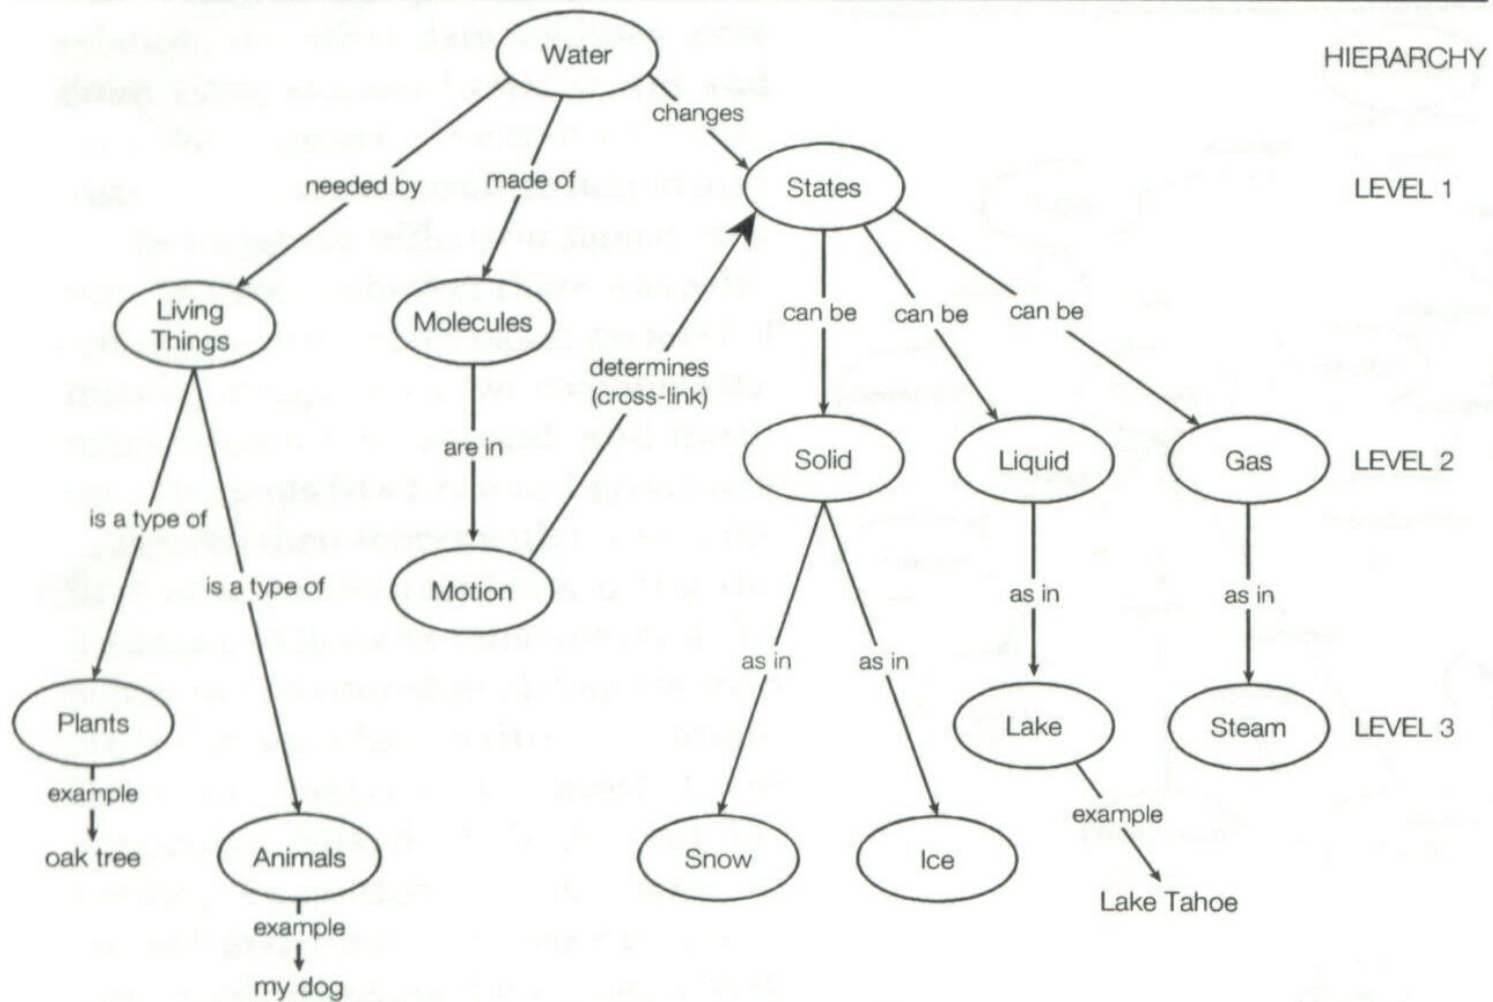 Water
HIERARCHY
changes
needed by
made of
States
LEVEL 1
Living
Things
Molecules
can be
can be
can be
determines
(cross-link)
are in
Solid
Liquid
Gas
LEVEL 2
is a type of
is a type of
Motion
as in
as in
as in
as in
Plants
Lake
Steam
LEVEL 3
example
example
oak tree
Animals
Snow
Ice
Lake Tahoe
example
my dog